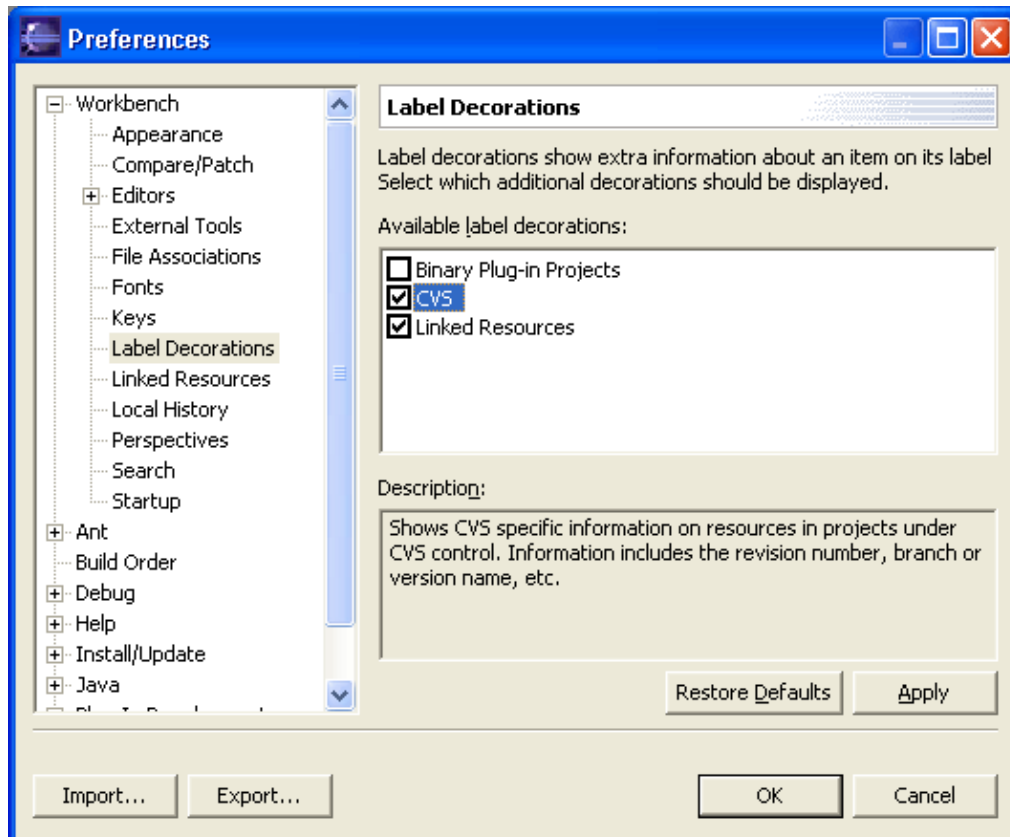 Preferences
Workbench
Appearance
Compare/Patch
Editors
External Tools
File Associations
Fonts
Keys
Label Decorations
Linked Resources
Local History
Perspectives
Search
Startup
Ant
Build Order
Debug
Help
Install/Update
Java
Label Decorations
Label decorations show extra information about an item on its label
Select which additional decorations should be displayed.
Available label decorations:
Binary Plug-in Projects
CVS
Linked Resources
Description:
Shows CVS specific information on resources in projects under
CVS control. Information includes the revision number, branch or
version name, etc.
Restore Defaults
Apply
Import...
Export...
OK
Cancel